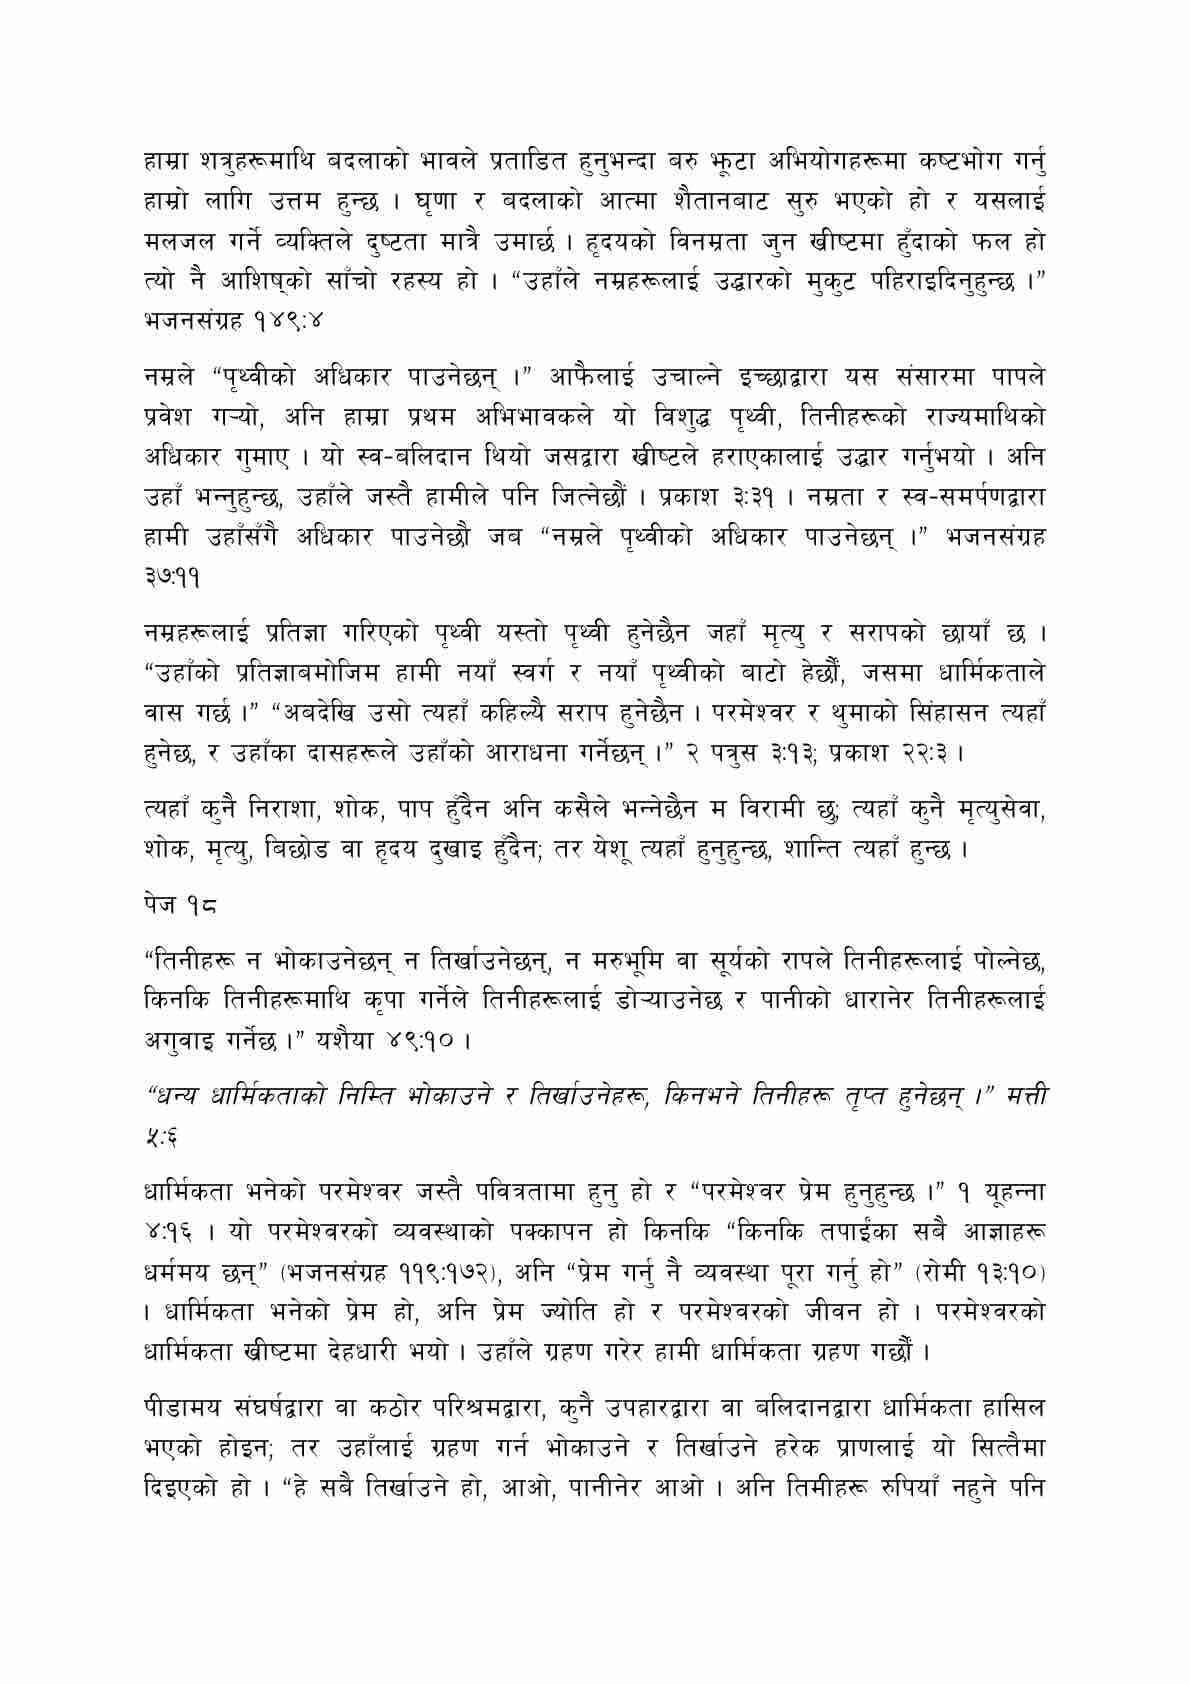 हाम्रा शत्रुहरूमाथि बदलाको भावले प्रताडित हुनुभन्दा बरु झूटा अभियोगहरूमा कष्टभोग गर्नु
हाम्रो लागि उत्तम हुन्छ । घृणा र बदलाको आत्मा शैतानबाट सुरु भएको हो र यसलाई
मलजल गर्ने व्यक्तिले दुष्टता मात्रै उमार्छ । हृदयको विनम्रता जुन ख्रीष्टमा हुँदाको फल हो
त्यो नै आशिष्‌को साँचो रहस्य हो । “उहाँले नम्रहरूलाई उद्धारको मुकुट पहिराइदिनुहुन्छ ।”
भजनसंग्रह १४९:४
नम्रले “पृथ्वीको अधिकार पाउनेछन् ।” आफैलाई उचाल्ने इच्छाद्वारा यस संसारमा पापले
प्रवेश गर्‍यो, अनि हाम्रा प्रथम अभिभावकले यो विशुद्ध पृथ्वी, तिनीहरूको राज्यमाथिको
अधिकार गुमाए । यो स्व-बलिदान थियो जसद्वारा ख्रीष्टले हराएकालाई उद्धार गर्नुभयो । अनि
उहाँ भन्नुहुन्छ, उहाँले जस्तै हामीले पनि जित्नेछौं । प्रकाश ३:३१ । नम्रता र स्व-समर्पणद्वारा
हामी उहाँसँगै अधिकार पाउनेछौ जब “नम्रले पृथ्वीको अधिकार पाउनेछन् ।” भजनसंग्रह
३७:११
नम्रहरूलाई प्रतिज्ञा गरिएको पृथ्वी यस्तो पृथ्वी हुनेछैन जहाँ मृत्यु र सरापको छायाँ छ ।
“उहाँको प्रतिज्ञाबमोजिम हामी नयाँ स्वर्ग र नयाँ पृथ्वीको बाटो हेर्छौं, जसमा धार्मिकताले
वास गर्छ ।” “अबदेखि उसो त्यहाँ कहिल्यै सराप हुनेछैन । परमेश्वर र थुमाको सिंहासन त्यहाँ
हुनेछ, र उहाँका दासहरूले उहाँको आराधना गर्नेछन् ।” २ पत्रुस ३:१३; प्रकाश २२:३ ।
त्यहाँ कुनै निराशा, शोक, पाप हुँदैन अनि कसैले भन्नेछैन म विरामी छु; त्यहाँ कुनै मृत्युसेवा,
शोक, मृत्यु, बिछोड वा हृदय दुखाइ हुँदैन; तर येशू त्यहाँ हुनुहुन्छ, शान्ति त्यहाँ हुन्छ ।
पेज १८
“तिनीहरू न भोकाउनेछन् न तिर्खाउनेछन्, न मरुभूमि वा सूर्यको रापले तिनीहरूलाई पोल्नेछ,
किनकि तिनीहरूमाथि कृपा गर्नेले तिनीहरूलाई डोर्‍याउनेछ र पानीको धारानेर तिनीहरूलाई
अगुवाइ गर्नेछ ।” यशैया ४९:१० ।
“धन्य धार्मिकताको निम्ति भोकाउने र तिर्खाउनेहरू, किनभने तिनीहरू तृप्त हुनेछन् ।” मत्ती
५:६
धार्मिकता भनेको परमेश्वर जस्तै पवित्रतामा हुनु हो र “परमेश्वर प्रेम हुनुहुन्छ ।” १ यूहन्ना
४:१६ । यो परमेश्वरको व्यवस्थाको पक्कापन हो किनकि “किनकि तपाईंका सबै आज्ञाहरू
धर्ममय छन्” (भजनसंग्रह ११९:१७२), अनि “प्रेम गर्नु नै व्यवस्था पूरा गर्नु हो” (रोमी १३:१०)
। धार्मिकता भनेको प्रेम हो, अनि प्रेम ज्योति हो र परमेश्वरको जीवन हो । परमेश्वरको
धार्मिकता ख्रीष्टमा देहधारी भयो । उहाँले ग्रहण गरेर हामी धार्मिकता ग्रहण गर्छौं ।
पीडामय संघर्षद्वारा वा कठोर परिश्रमद्वारा, कुनै उपहारद्वारा वा बलिदानद्वारा धार्मिकता हासिल
भएको होइन; तर उहाँलाई ग्रहण गर्न भोकाउने र तिर्खाउने हरेक प्राणलाई यो सित्तैमा
दिइएको हो । “हे सबै तिर्खाउने हो, आओ, पानीनेर आओ । अनि तिमीहरू रुपियाँ नहुने पनि